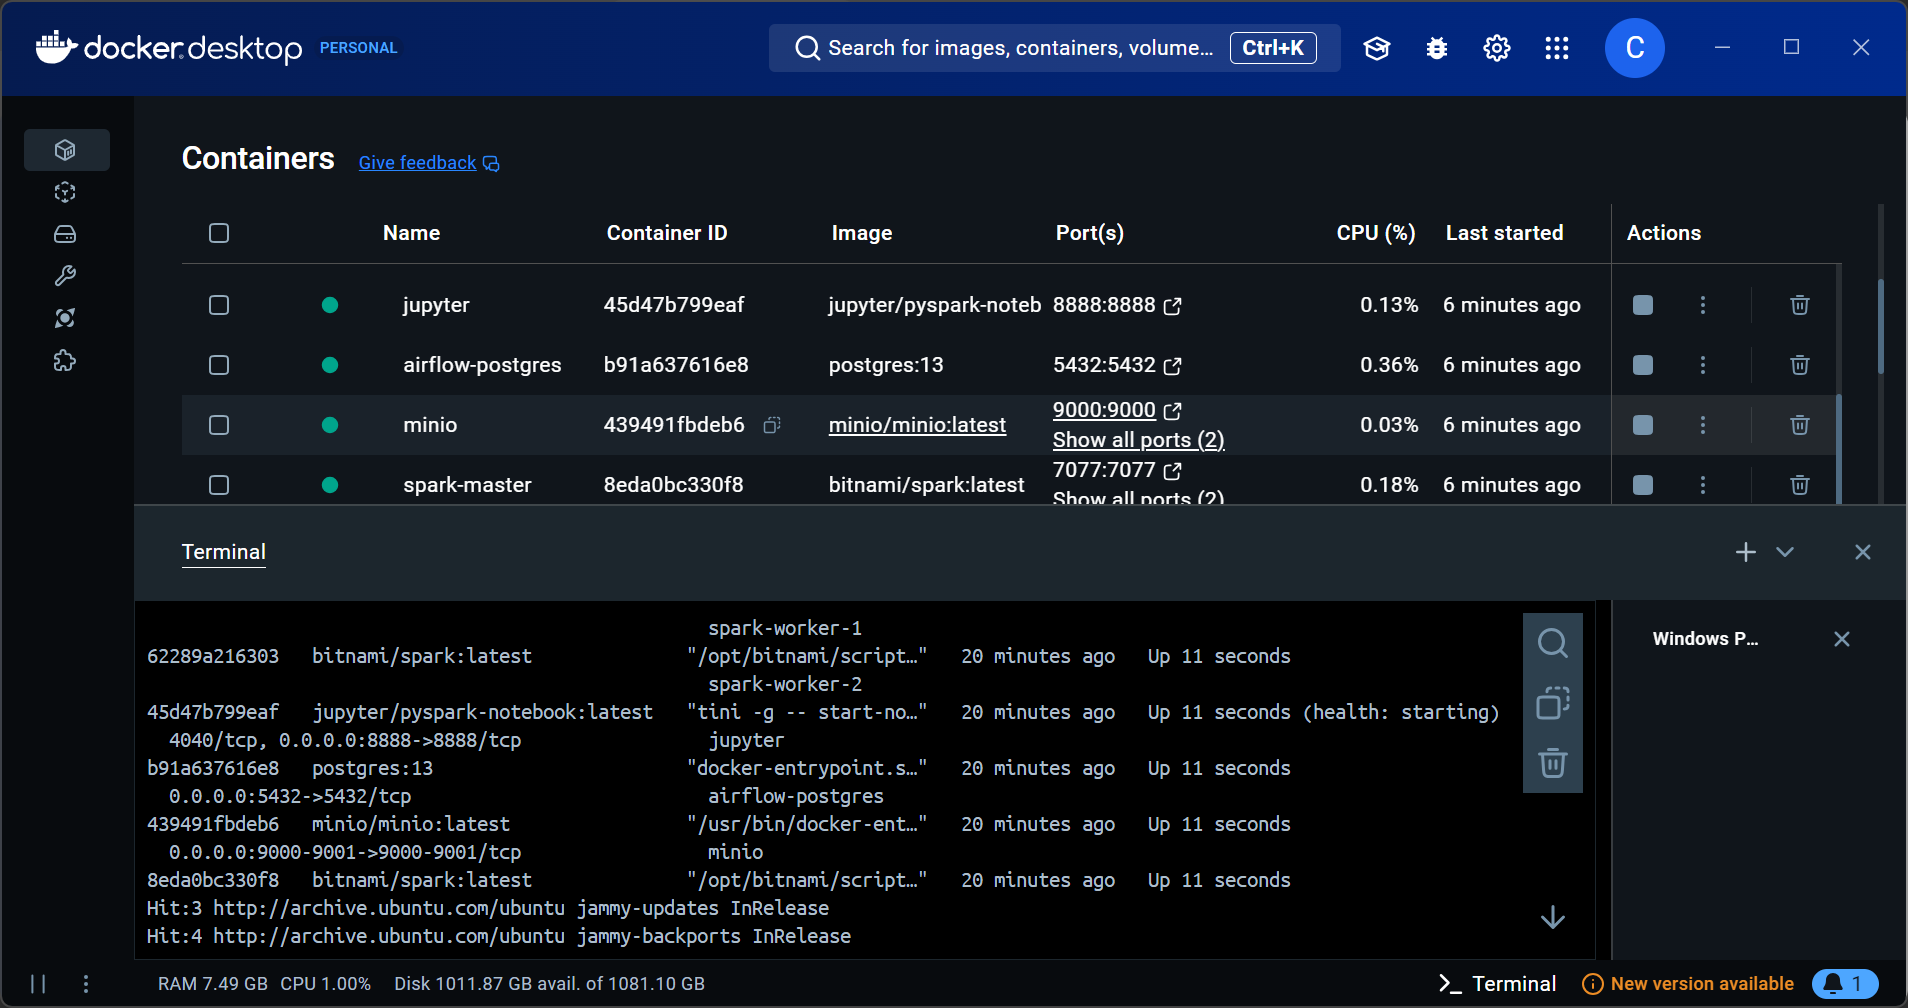 docker desktop PERSONAL Search for images, containers, volume... Ctrl+K C
Containers Give feedback
Name Container ID Image Port(s) CPU (%) Last started Actions
jupyter 45d47b799eaf jupyter/pyspark-noteb 8888:8888 0.13% 6 minutes ago
airflow-postgres b91a637616e8 postgres:13 5432:5432 0.36% 6 minutes ago
minio 439491fbdeb6 minio/minio:latest 9000:9000 0.03% 6 minutes ago
Show all ports (2)
spark-master 8eda0bc330f8 bitnami/spark:latest 7077:7077 0.18% 6 minutes ago
Show all ports (2)
Terminal
Windows P...
spark-worker-1
62289a216303 bitnami/spark:latest "/opt/bitnami/script…" 20 minutes ago Up 11 seconds
spark-worker-2
45d47b799eaf jupyter/pyspark-notebook:latest "tini -g -- start-no…" 20 minutes ago Up 11 seconds (health: starting)
4040/tcp, 0.0.0.0:8888->8888/tcp jupyter
b91a637616e8 postgres:13 "docker-entrypoint.s…" 20 minutes ago Up 11 seconds
0.0.0.0:5432->5432/tcp airflow-postgres
439491fbdeb6 minio/minio:latest "/usr/bin/docker-ent…" 20 minutes ago Up 11 seconds
0.0.0.0:9000-9001->9000-9001/tcp minio
8eda0bc330f8 bitnami/spark:latest "/opt/bitnami/script…" 20 minutes ago Up 11 seconds
Hit:3 http://archive.ubuntu.com/ubuntu jammy-updates InRelease
Hit:4 http://archive.ubuntu.com/ubuntu jammy-backports InRelease
RAM 7.49 GB CPU 1.00% Disk 1011.87 GB avail. of 1081.10 GB Terminal New version available 1